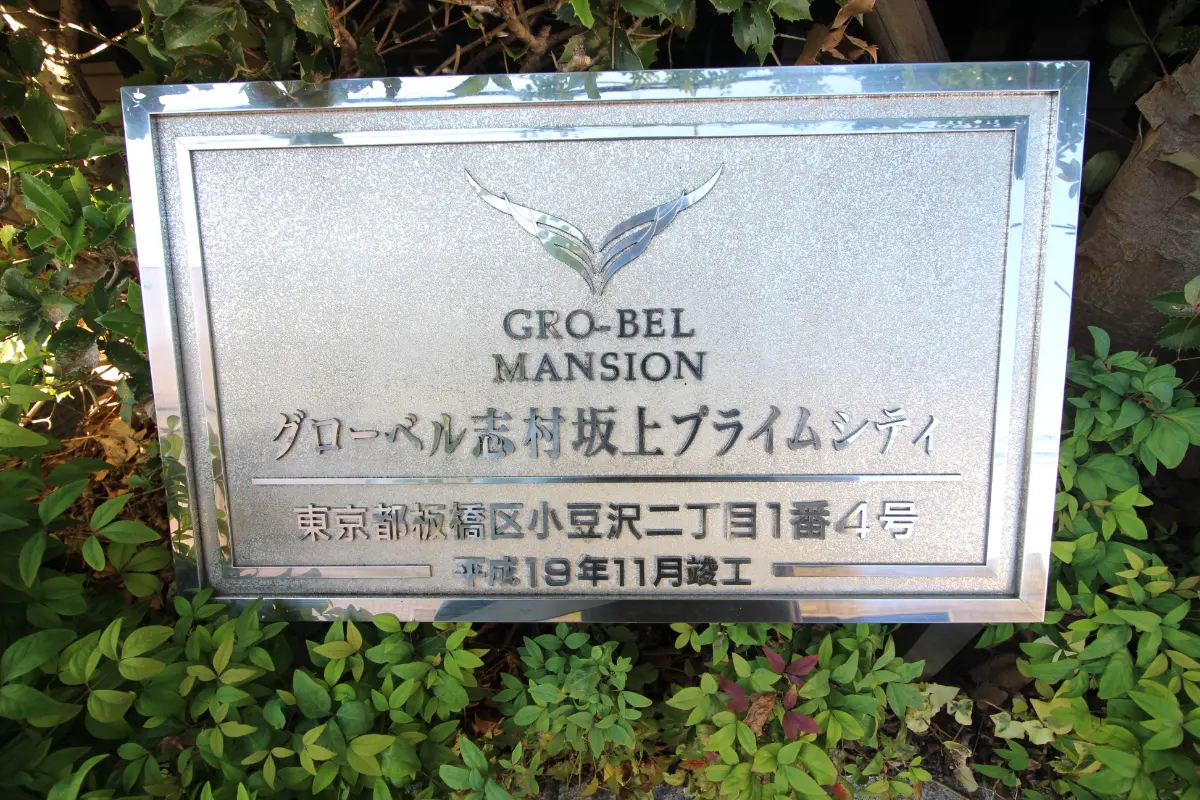 GRO-BEL
MANSION
グローベル志村坂上プライムシティ
東京都板橋区小豆沢二丁目1番4号
平成19年11月竣工